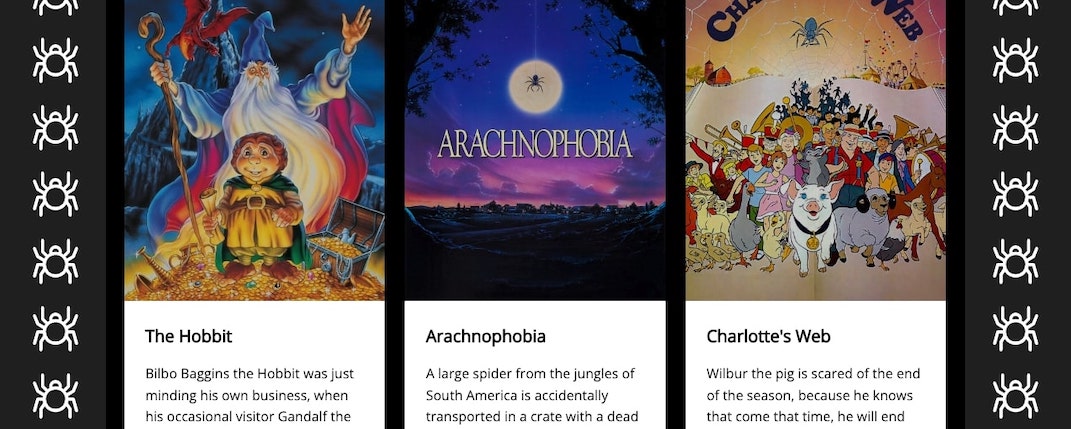 CHARLOTTE'S WEB
ARACHNOPHOBIA
The Hobbit
Bilbo Baggins the Hobbit was just
minding his own business, when
his occasional visitor Gandalf the
Arachnophobia
A large spider from the jungles of
South America is accidentally
transported in a crate with a dead
Charlotte's Web
Wilbur the pig is scared of the end
of the season, because he knows
that come that time, he will end